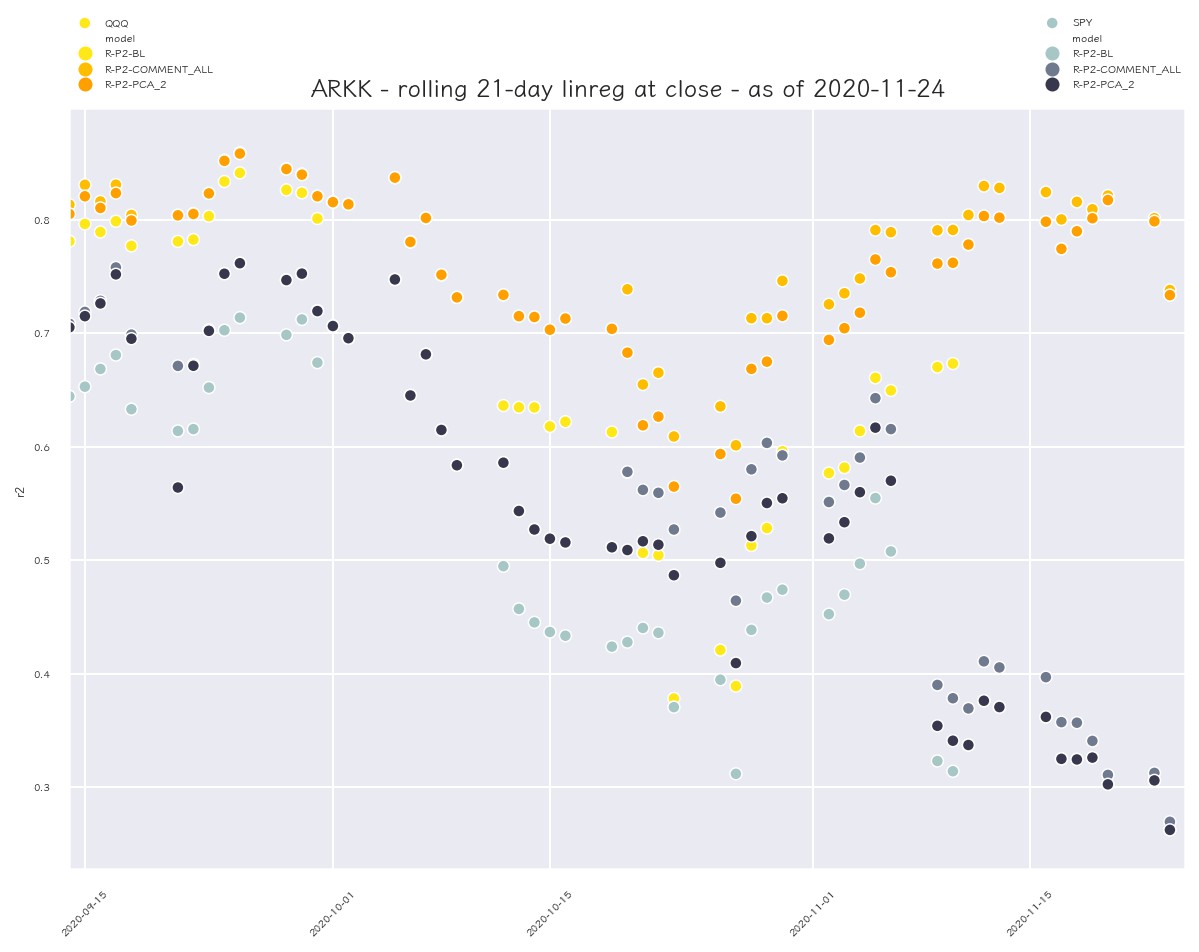 QQQ
model
R-P2-BL
R-P2-COMMENT_ALL
R-P2-PCA_2
SPY
model
R-P2-BL
R-P2-COMMENT_ALL
R-P2-PCA_2
ARKK - rolling 21-day linreg at close - as of 2020-11-24
0.8
0.7
0.6
0.5
0.4
0.3
r2
2020-09-15
2020-10-01
2020-10-15
2020-11-01
2020-11-15